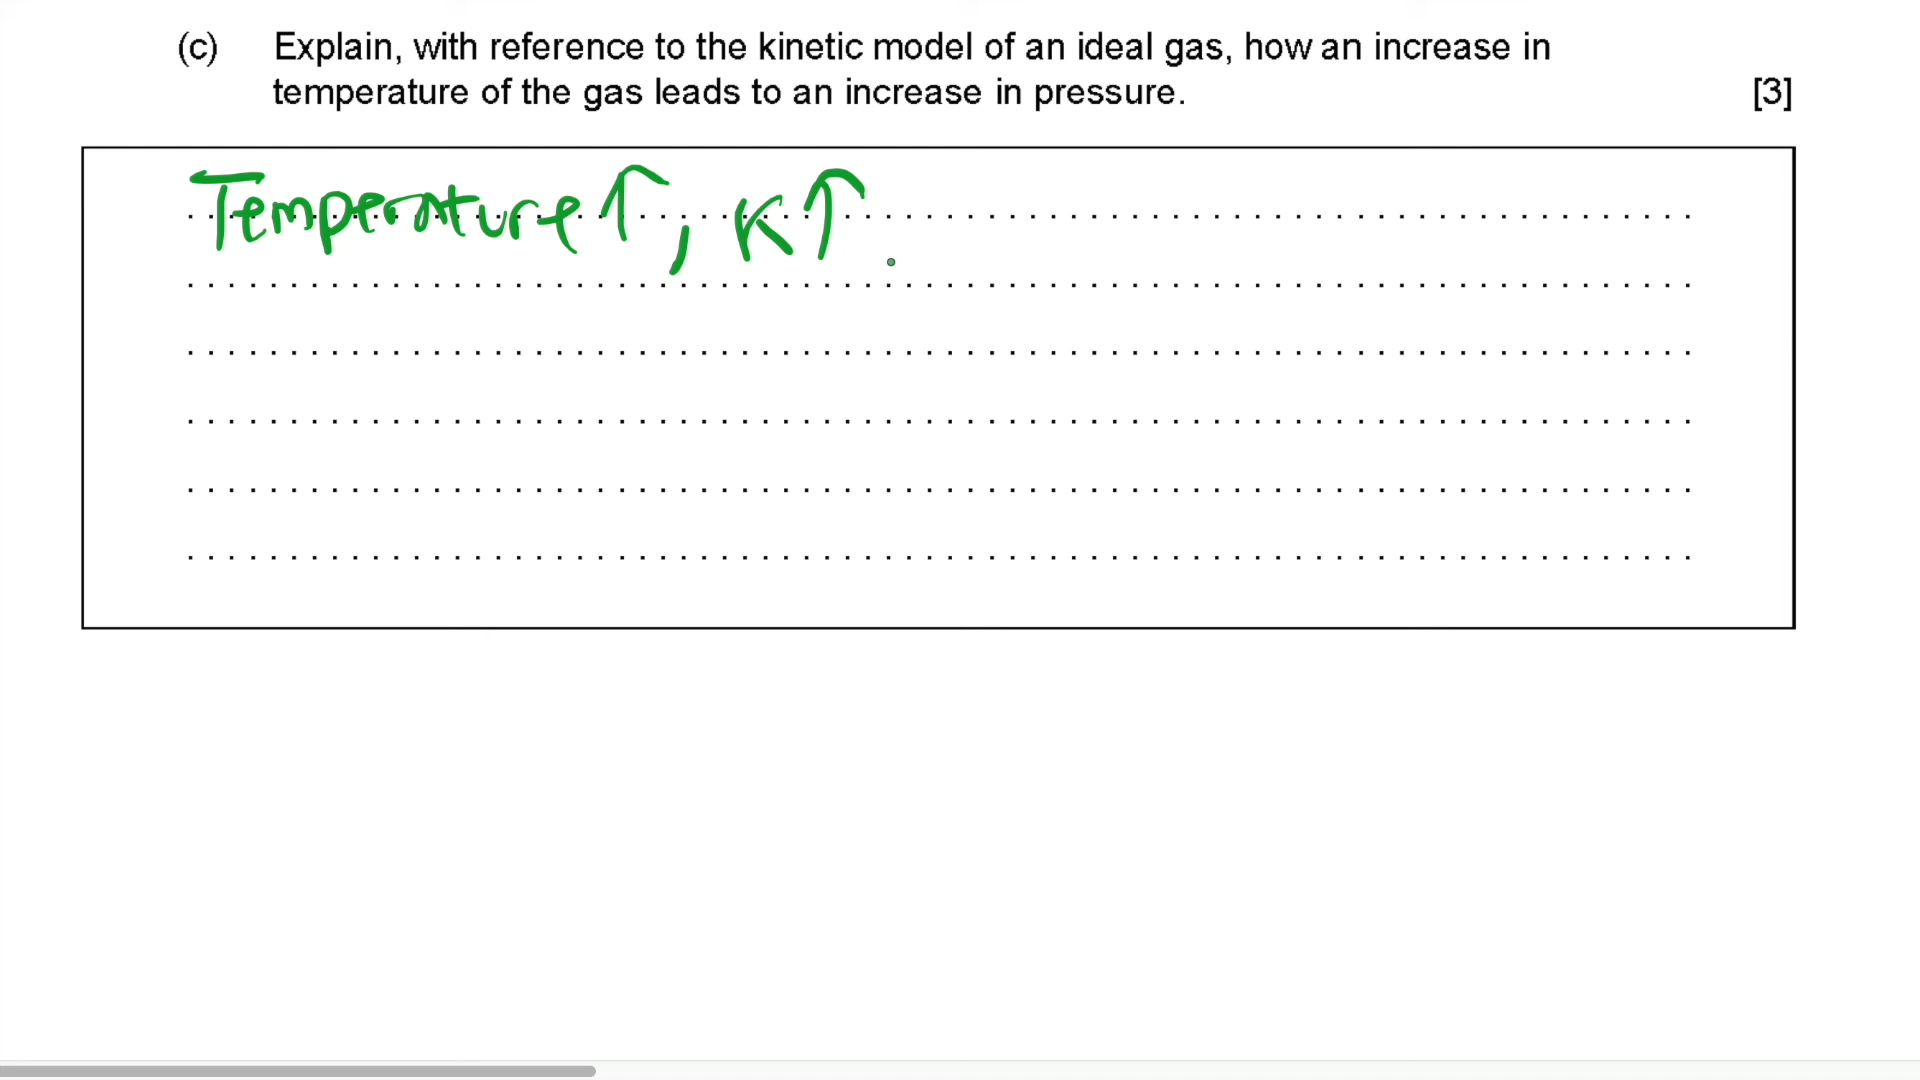 (c) Explain, with reference to the kinetic model of an ideal gas, how an increase in
temperature of the gas leads to an increase in pressure. [3]
Temperature ↑, K ↑